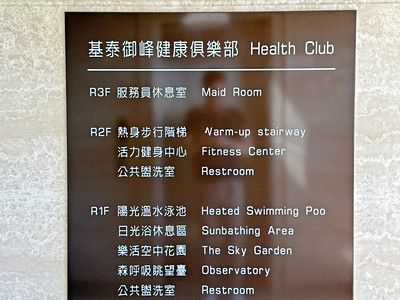 基泰御峰健康俱樂部 Health Club
R3F 服務員休息室 Maid Room
R2F 熱身步行階梯 Warm-up stairway
活力健身中心 Fitness Center
公共盥洗室 Restroom
R1F 陽光溫水泳池 Heated Swimming Poo
日光浴休息區 Sunbathing Area
樂活空中花園 The Sky Garden
森呼吸眺望臺 Observatory
公共盥洗室 Restroom